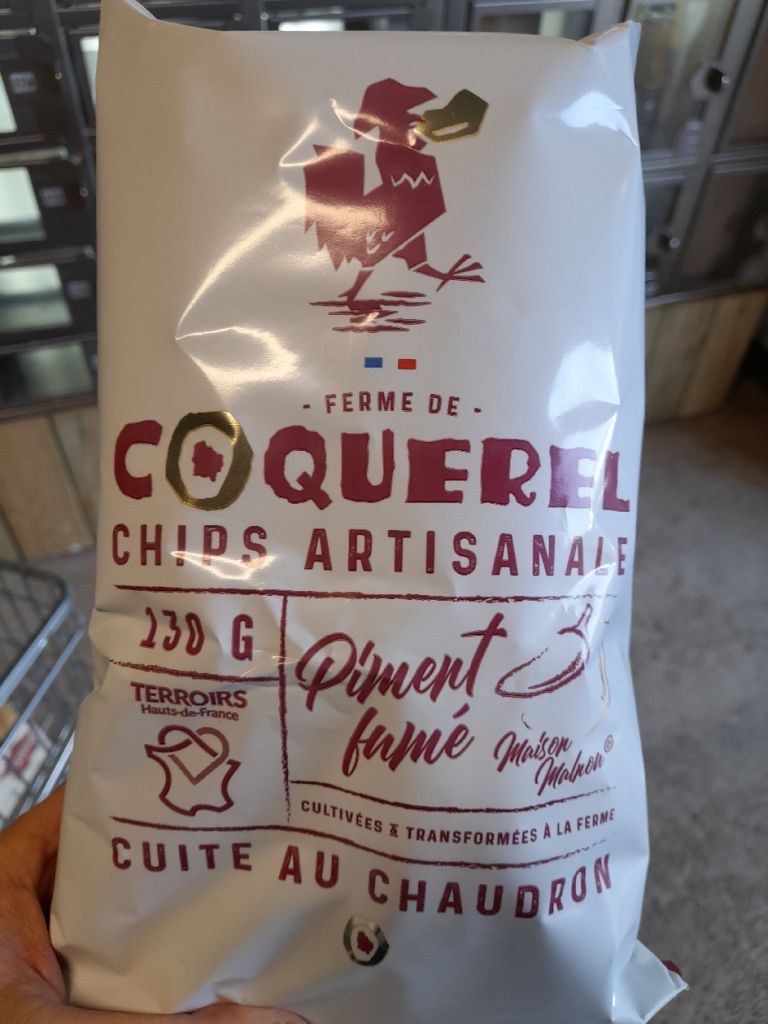 - FERME DE -
COQUEREL
CHIPS ARTISANALE
130 G
Piment
fumé
Maison
Malnon®
TERROIRS
Hauts-de-France
CULTIVÉES & TRANSFORMÉES À LA FERME
CUITE AU CHAUDRON